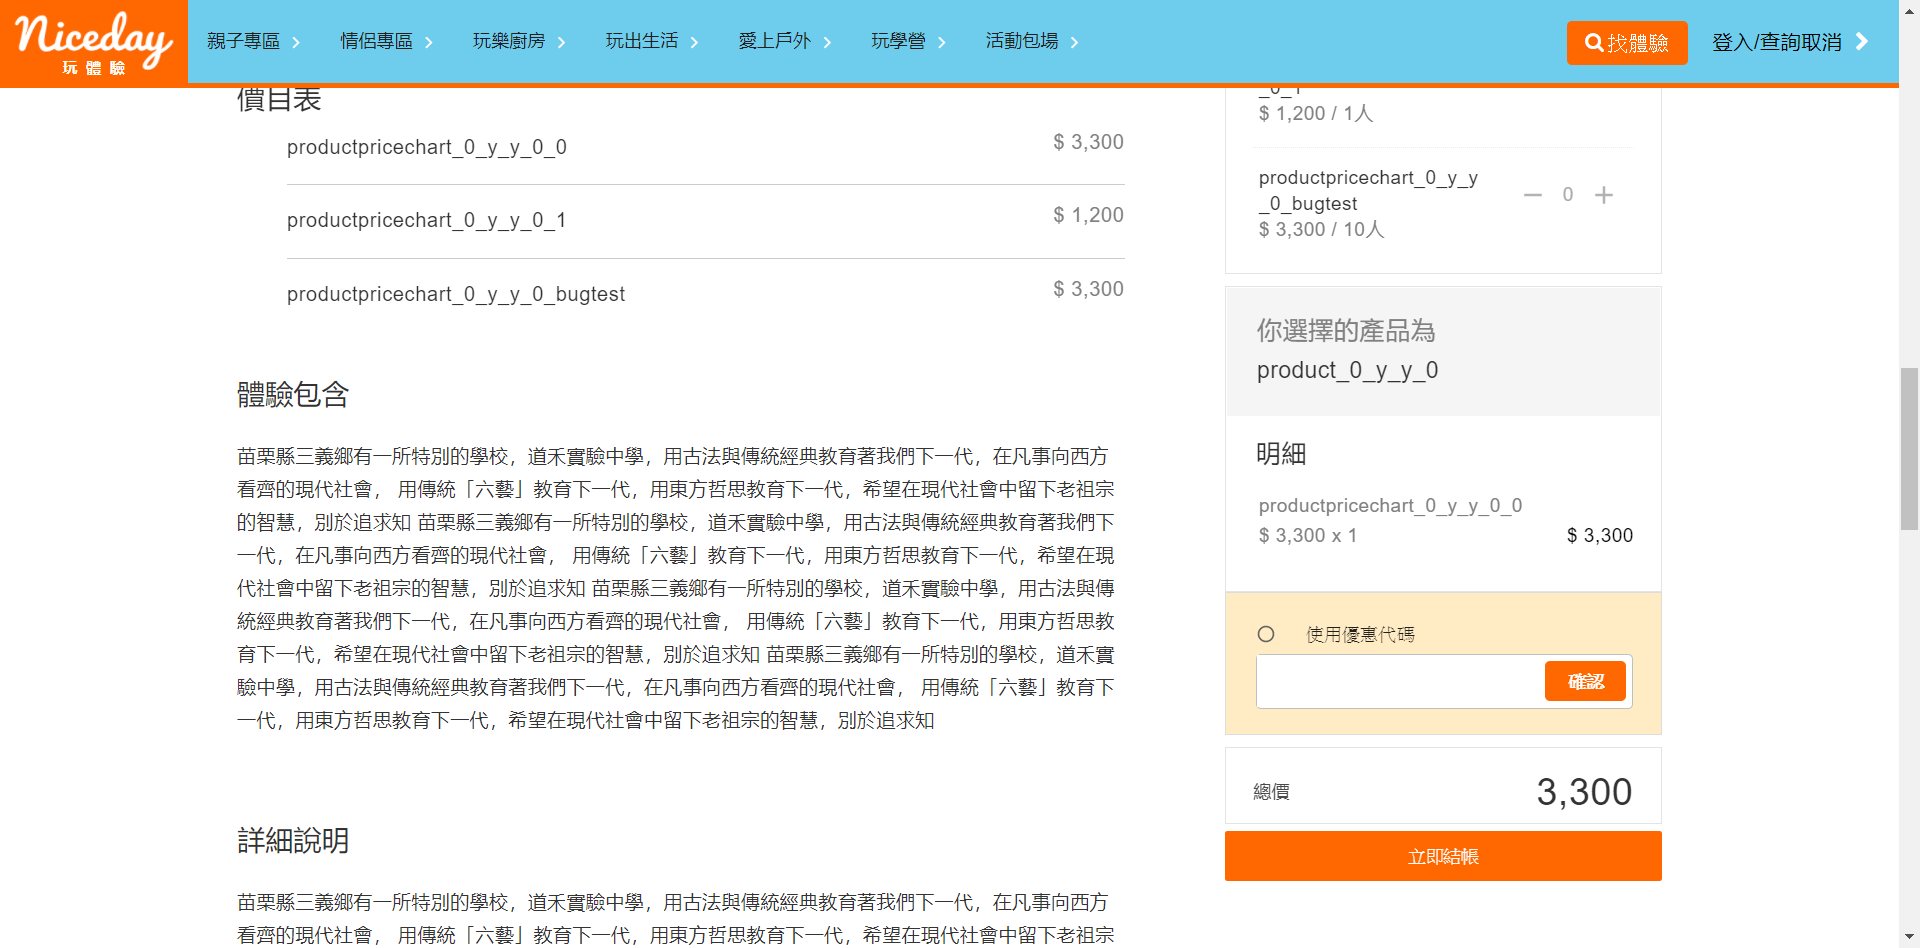 Niceday
玩體驗
親子專區
情侶專區
玩樂廚房
玩出生活
愛上戶外
玩學營
活動包場
找體驗
登入/查詢取消
價目表
productpricechart_0_y_y_0_0
$ 3,300
productpricechart_0_y_y_0_1
$ 1,200
productpricechart_0_y_y_0_bugtest
$ 3,300
體驗包含
苗栗縣三義鄉有一所特別的學校，道禾實驗中學，用古法與傳統經典教育著我們下一代，在凡事向西方
看齊的現代社會， 用傳統「六藝」教育下一代，用東方哲思教育下一代，希望在現代社會中留下老祖宗
的智慧，別於追求知 苗栗縣三義鄉有一所特別的學校，道禾實驗中學，用古法與傳統經典教育著我們下
一代，在凡事向西方看齊的現代社會， 用傳統「六藝」教育下一代，用東方哲思教育下一代，希望在現
代社會中留下老祖宗的智慧，別於追求知 苗栗縣三義鄉有一所特別的學校，道禾實驗中學，用古法與傳
統經典教育著我們下一代，在凡事向西方看齊的現代社會， 用傳統「六藝」教育下一代，用東方哲思教
育下一代，希望在現代社會中留下老祖宗的智慧，別於追求知 苗栗縣三義鄉有一所特別的學校，道禾實
驗中學，用古法與傳統經典教育著我們下一代，在凡事向西方看齊的現代社會， 用傳統「六藝」教育下
一代，用東方哲思教育下一代，希望在現代社會中留下老祖宗的智慧，別於追求知
詳細說明
苗栗縣三義鄉有一所特別的學校，道禾實驗中學，用古法與傳統經典教育著我們下一代，在凡事向西方
看齊的現代社會， 用傳統「六藝」教育下一代，用東方哲思教育下一代，希望在現代社會中留下老祖宗
_0_1
$ 1,200 / 1人
productpricechart_0_y_y
_0_bugtest
$ 3,300 / 10人
0
你選擇的產品為
product_0_y_y_0
明細
productpricechart_0_y_y_0_0
$ 3,300 x 1
$ 3,300
使用優惠代碼
確認
總價
3,300
立即結帳